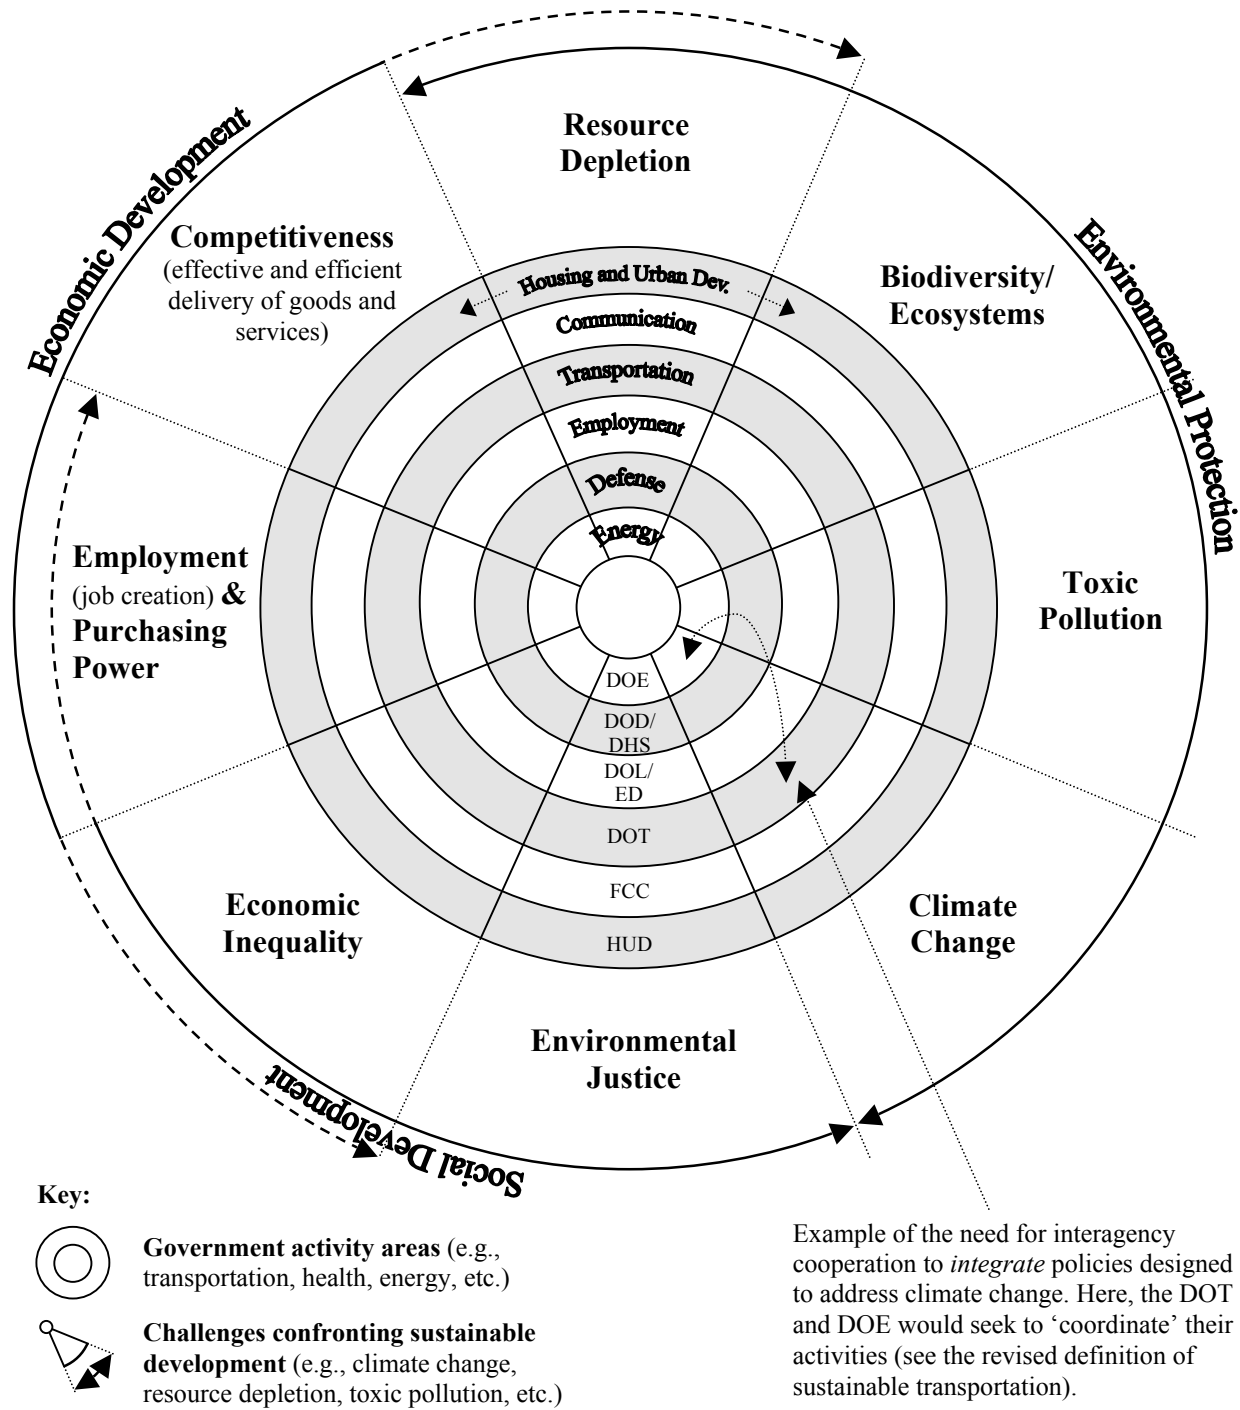 Resource
Depletion
Economic Development
Environmental Protection
Competitiveness
(effective and efficient
delivery of goods and
services)
Biodiversity/
Ecosystems
Housing and Urban Dev.
Communication
Transportation
Employment
Defense
Energy
Employment
(job creation) &
Purchasing
Power
Toxic
Pollution
DOE
DOD/
DHS
DOL/
ED
DOT
FCC
HUD
Economic
Inequality
Climate
Change
Environmental
Justice
Social Development
Key:
Government activity areas (e.g.,
transportation, health, energy, etc.)
Challenges confronting sustainable
development (e.g., climate change,
resource depletion, toxic pollution, etc.)
Example of the need for interagency
cooperation to integrate policies designed
to address climate change. Here, the DOT
and DOE would seek to ‘coordinate’ their
activities (see the revised definition of
sustainable transportation).